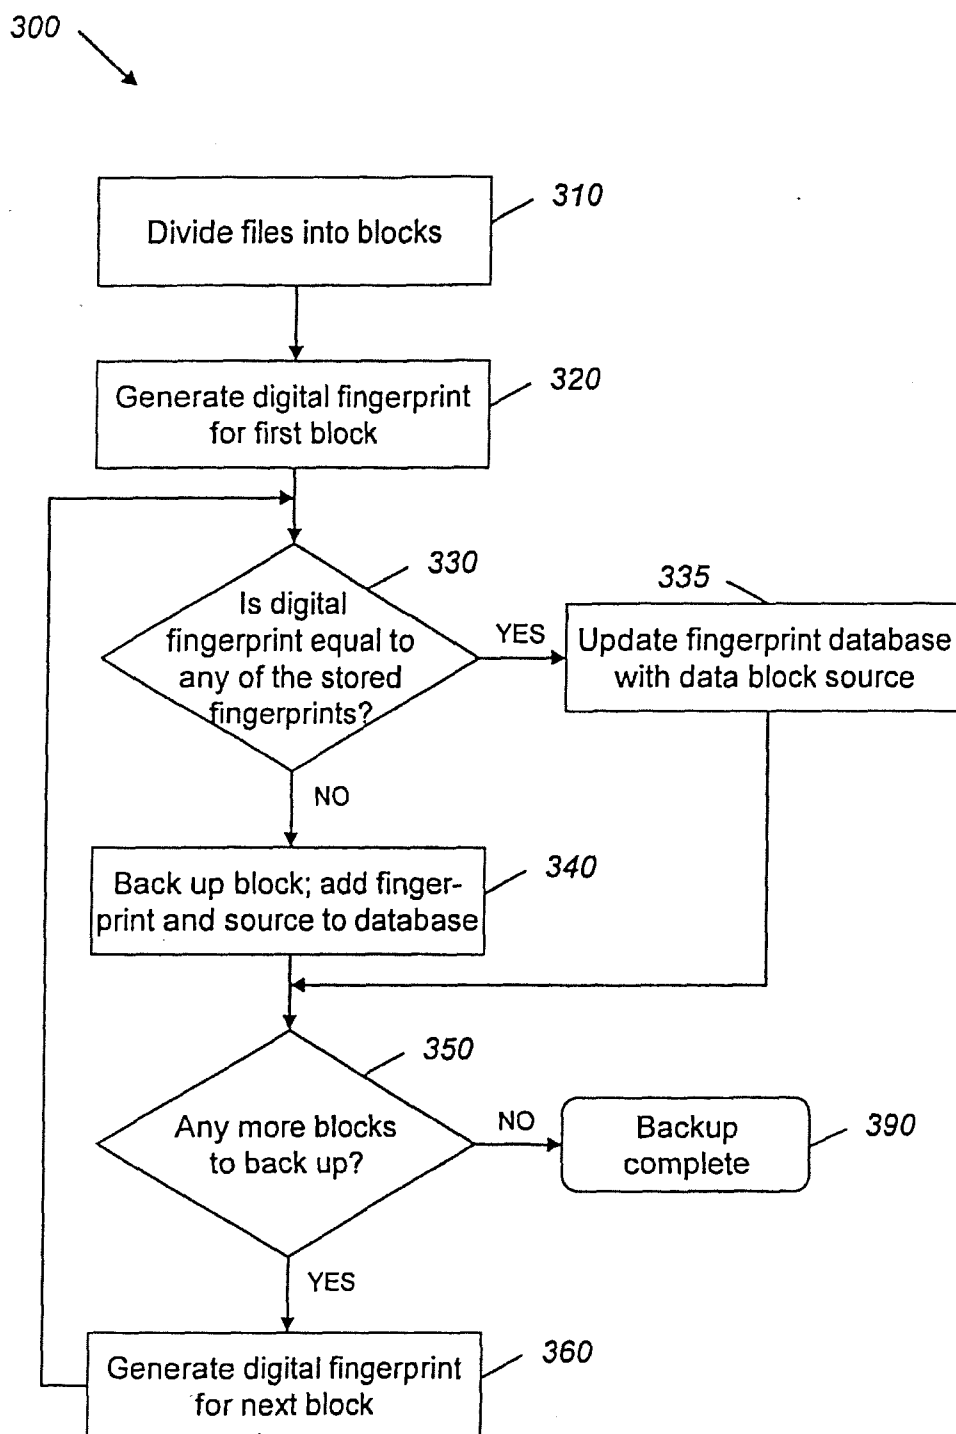 300
310
Divide files into blocks
320
Generate digital fingerprint
for first block
330
Is digital
fingerprint equal to
any of the stored
fingerprints?
YES
335
Update fingerprint database
with data block source
NO
340
Back up block; add finger-
print and source to database
350
Any more blocks
to back up?
NO
390
Backup
complete
YES
360
Generate digital fingerprint
for next block